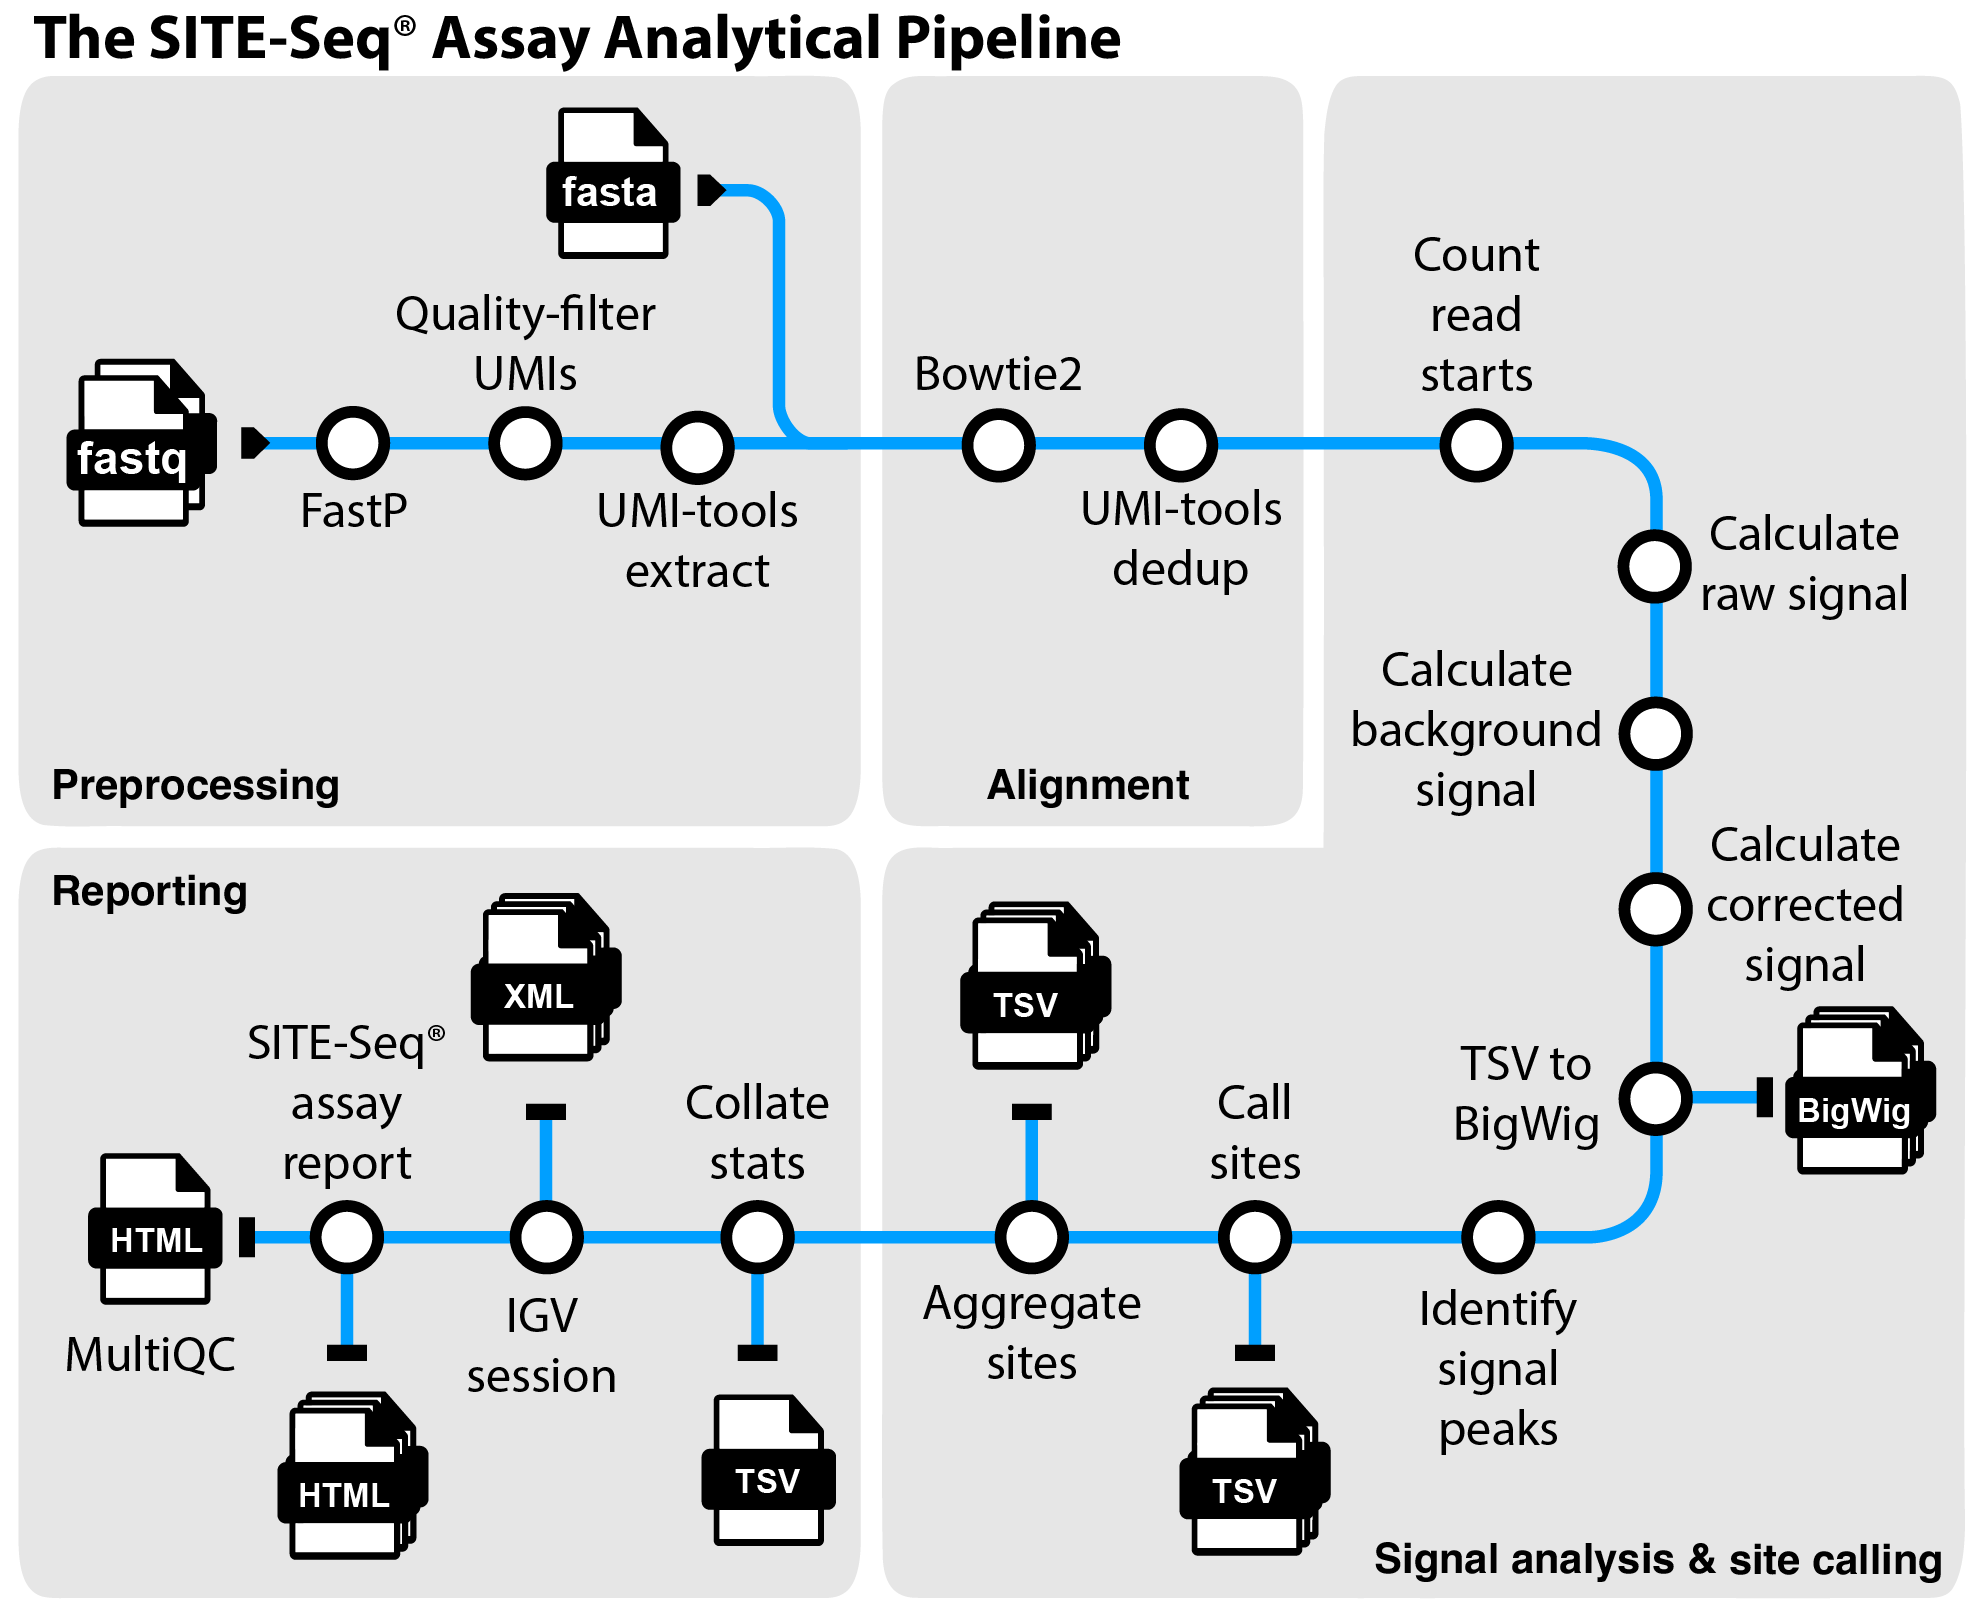 The SITE-Seq® Assay Analytical Pipeline
fasta
Quality-filter
UMIs
fastq
FastP
UMI-tools
extract
Preprocessing
Bowtie2
UMI-tools
dedup
Alignment
Count
read
starts
Calculate
raw signal
Calculate
background
signal
Calculate
corrected
signal
TSV to
BigWig
BigWig
Identify
signal
peaks
Call
sites
TSV
TSV
Aggregate
sites
Signal analysis & site calling
Reporting
Collate
stats
TSV
XML
IGV
session
SITE-Seq®
assay
report
HTML
HTML
MultiQC